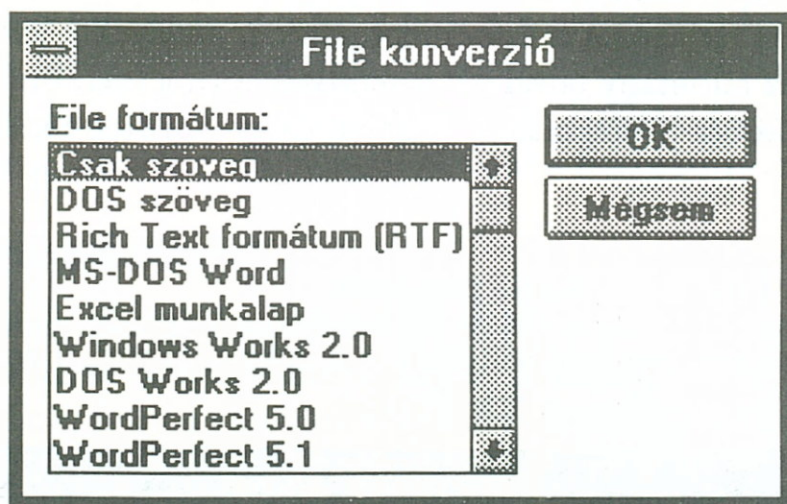 File konverzió
File formátum:
Csak szöveg
DOS szöveg
Rich Text formátum (RTF)
MS-DOS Word
Excel munkalap
Windows Works 2.0
DOS Works 2.0
WordPerfect 5.0
WordPerfect 5.1
OK
Mégsem